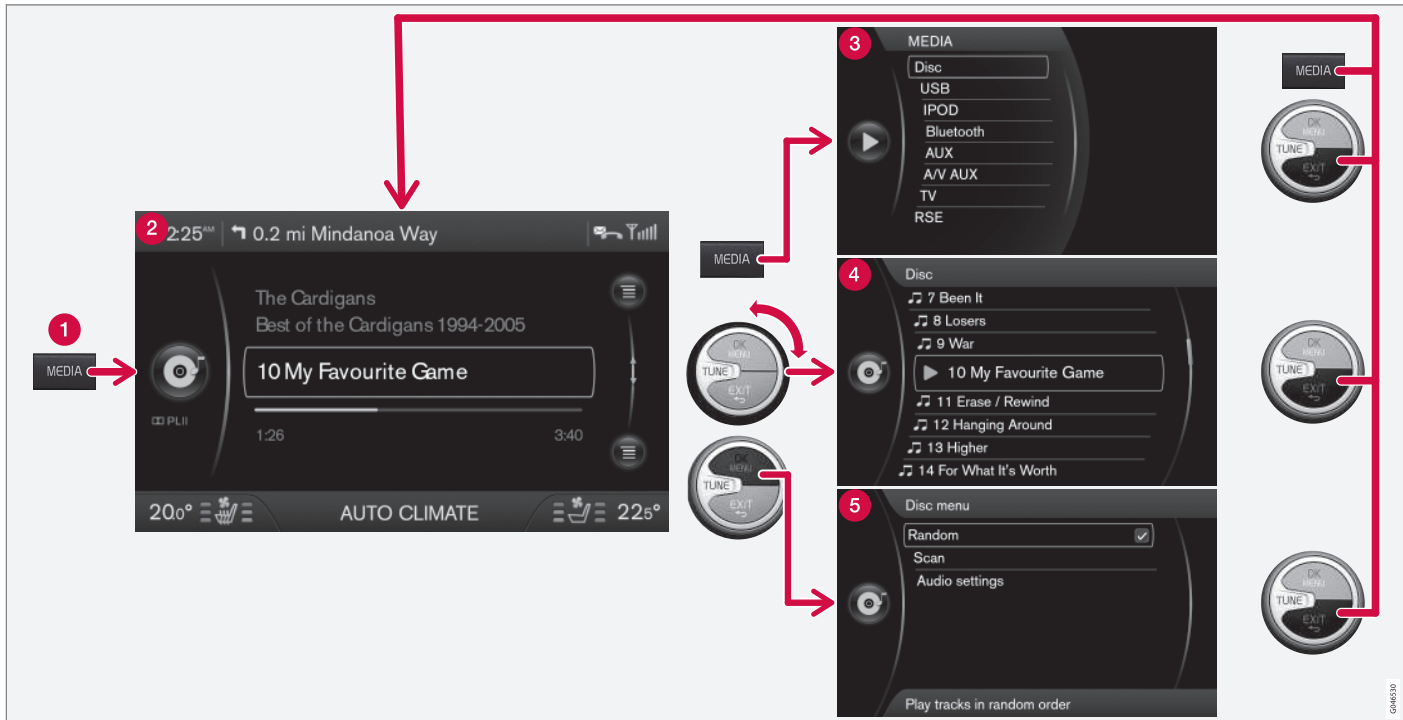 1
MEDIA
2
2:25 AM
0.2 mi Mindanoa Way
The Cardigans
Best of the Cardigans 1994-2005
10 My Favourite Game
PLII
1:26
3:40
20.0°
AUTO CLIMATE
22.5°
MEDIA
OK
MENU
TUNE
EXIT
OK
MENU
TUNE
EXIT
3
MEDIA
Disc
USB
IPOD
Bluetooth
AUX
A/V AUX
TV
RSE
4
Disc
7 Been It
8 Losers
9 War
10 My Favourite Game
11 Erase / Rewind
12 Hanging Around
13 Higher
14 For What It's Worth
5
Disc menu
Random
Scan
Audio settings
Play tracks in random order
MEDIA
OK
MENU
TUNE
EXIT
OK
MENU
TUNE
EXIT
OK
MENU
TUNE
EXIT
G046530